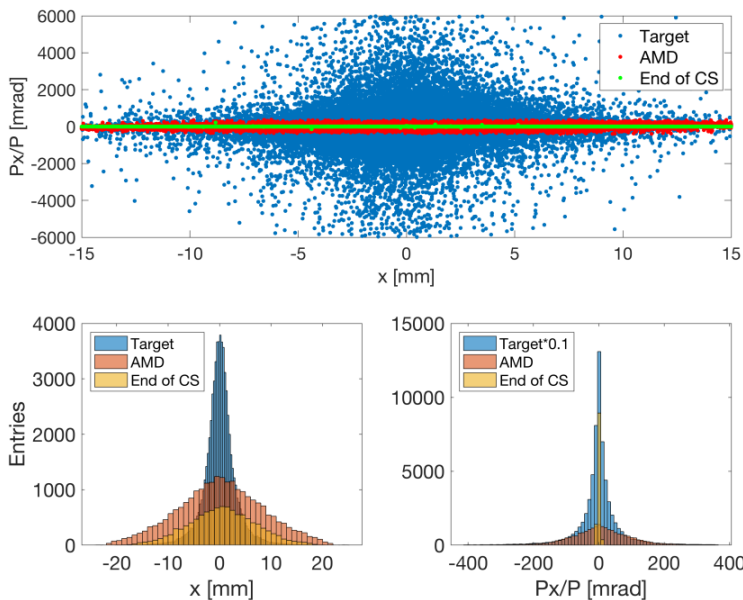 6000
4000
2000
0
-2000
-4000
-6000
Px/P [mrad]
-15
-10
-5
0
5
10
15
x [mm]
Target
AMD
End of CS
4000
3000
2000
1000
0
Entries
-20
-10
0
10
20
x [mm]
Target
AMD
End of CS
15000
10000
5000
0
-400
-200
0
200
400
Px/P [mrad]
Target*0.1
AMD
End of CS